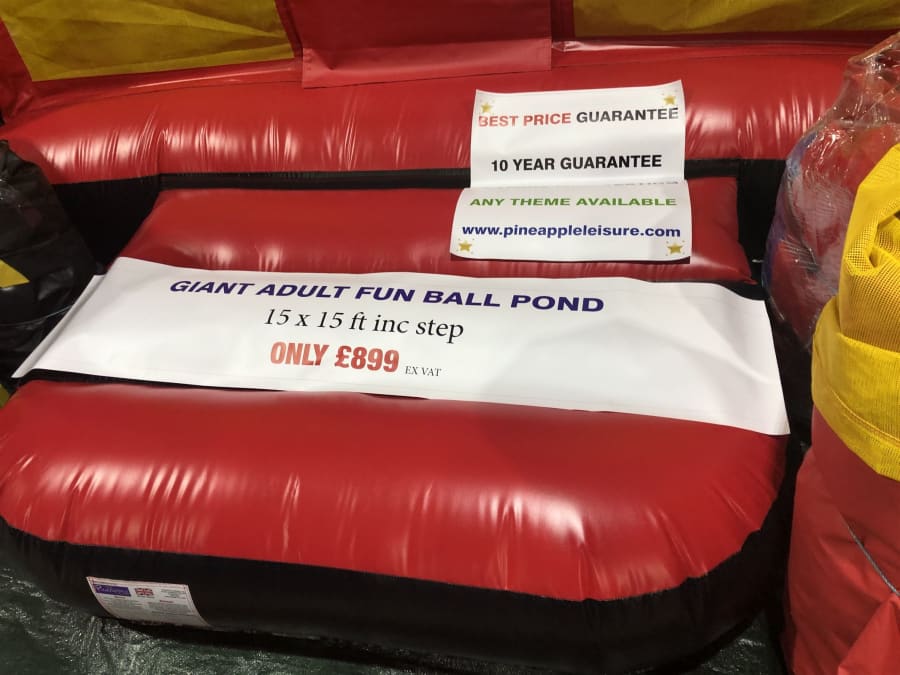 BEST PRICE GUARANTEE
10 YEAR GUARANTEE
ANY THEME AVAILABLE
www.pineappleleisure.com
GIANT ADULT FUN BALL POND
15 x 15 ft inc step
ONLY £899 EX VAT